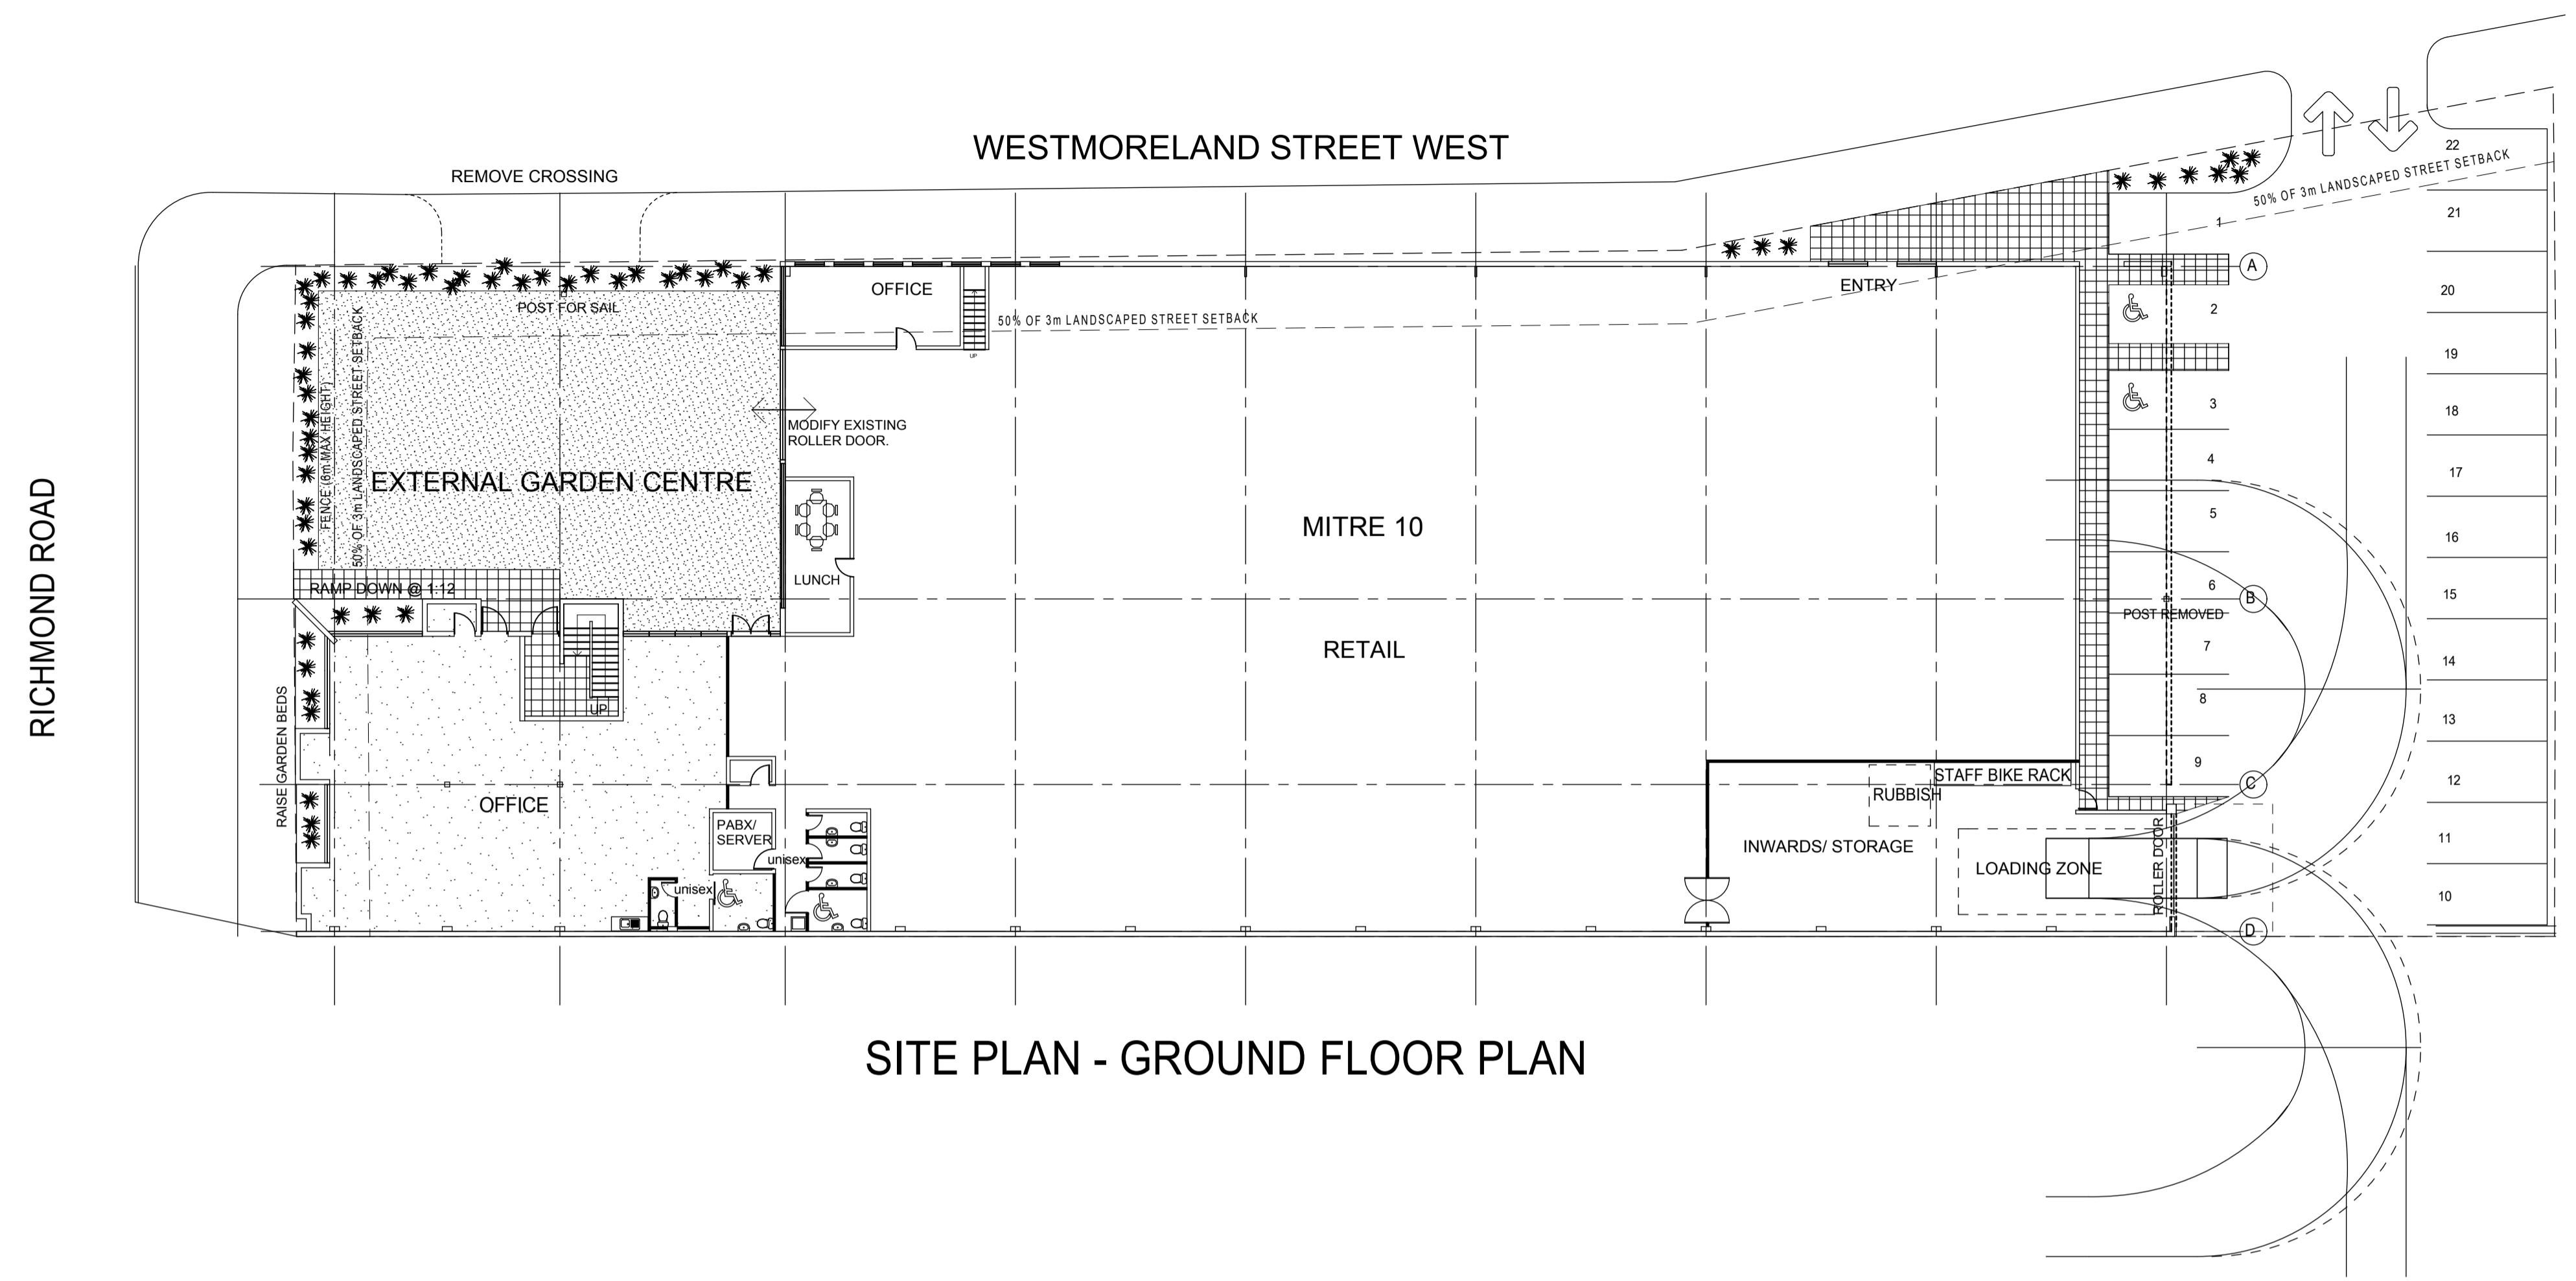 WESTMORELAND STREET WEST
REMOVE CROSSING
22
50% OF 3m LANDSCAPED STREET SETBACK
21
1
A
ENTRY
OFFICE
20
2
POST FOR SAIL
50% OF 3m LANDSCAPED STREET SETBACK
UP
19
3
18
MODIFY EXISTING
ROLLER DOOR.
FENCE (6m MAX HEIGHT)
50% OF 3m LANDSCAPED STREET SETBACK
4
17
EXTERNAL GARDEN CENTRE
RICHMOND ROAD
5
MITRE 10
16
LUNCH
RAMP DOWN @ 1:12
6
B
15
POST REMOVED
7
RETAIL
14
8
UP
13
RAISE GARDEN BEDS
9
C
12
STAFF BIKE RACK
RUBBISH
OFFICE
PABX/
SERVER
11
INWARDS/ STORAGE
unisex
LOADING ZONE
ROLLER DOOR
unisex
10
D
SITE PLAN - GROUND FLOOR PLAN